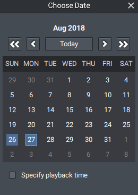 Choose Date
Aug 2018
Today
SUN MON TUE WED THU FRI SAT
29 30 31 1 2 3 4
5 6 7 8 9 10 11
12 13 14 15 16 17 18
19 20 21 22 23 24 25
26 27 28 29 30 31 1
2 3 4 5 6 7 8
Specify playback time